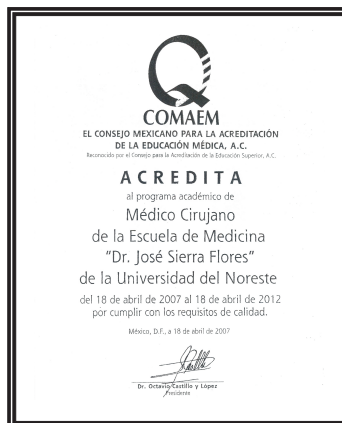 COMAEM
EL CONSEJO MEXICANO PARA LA ACREDITACIÓN
DE LA EDUCACIÓN MÉDICA, A.C.
Reconocido por el Consejo para la Acreditación de la Educación Superior, A.C.
ACREDITA
al programa académico de
Médico Cirujano
de la Escuela de Medicina
"Dr. José Sierra Flores"
de la Universidad del Noreste
del 18 de abril de 2007 al 18 de abril de 2012
por cumplir con los requisitos de calidad.
México, D.F., a 18 de abril de 2007
Dr. Octavio Castillo y López
Presidente